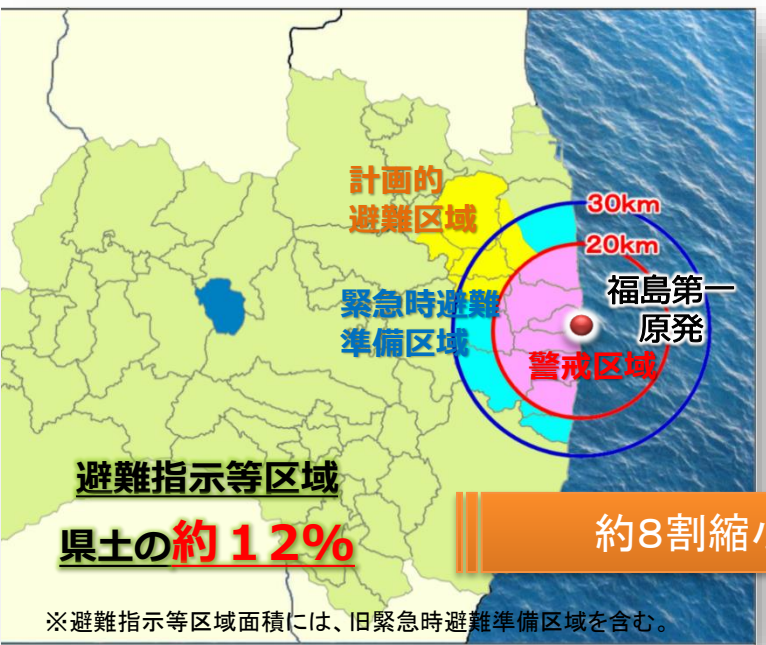 計画的
避難区域
30km
20km
緊急時避難
準備区域
福島第一
原発
警戒区域
避難指示等区域
県土の約12%
約8割縮
※避難指示等区域面積には、旧緊急時避難準備区域を含む。